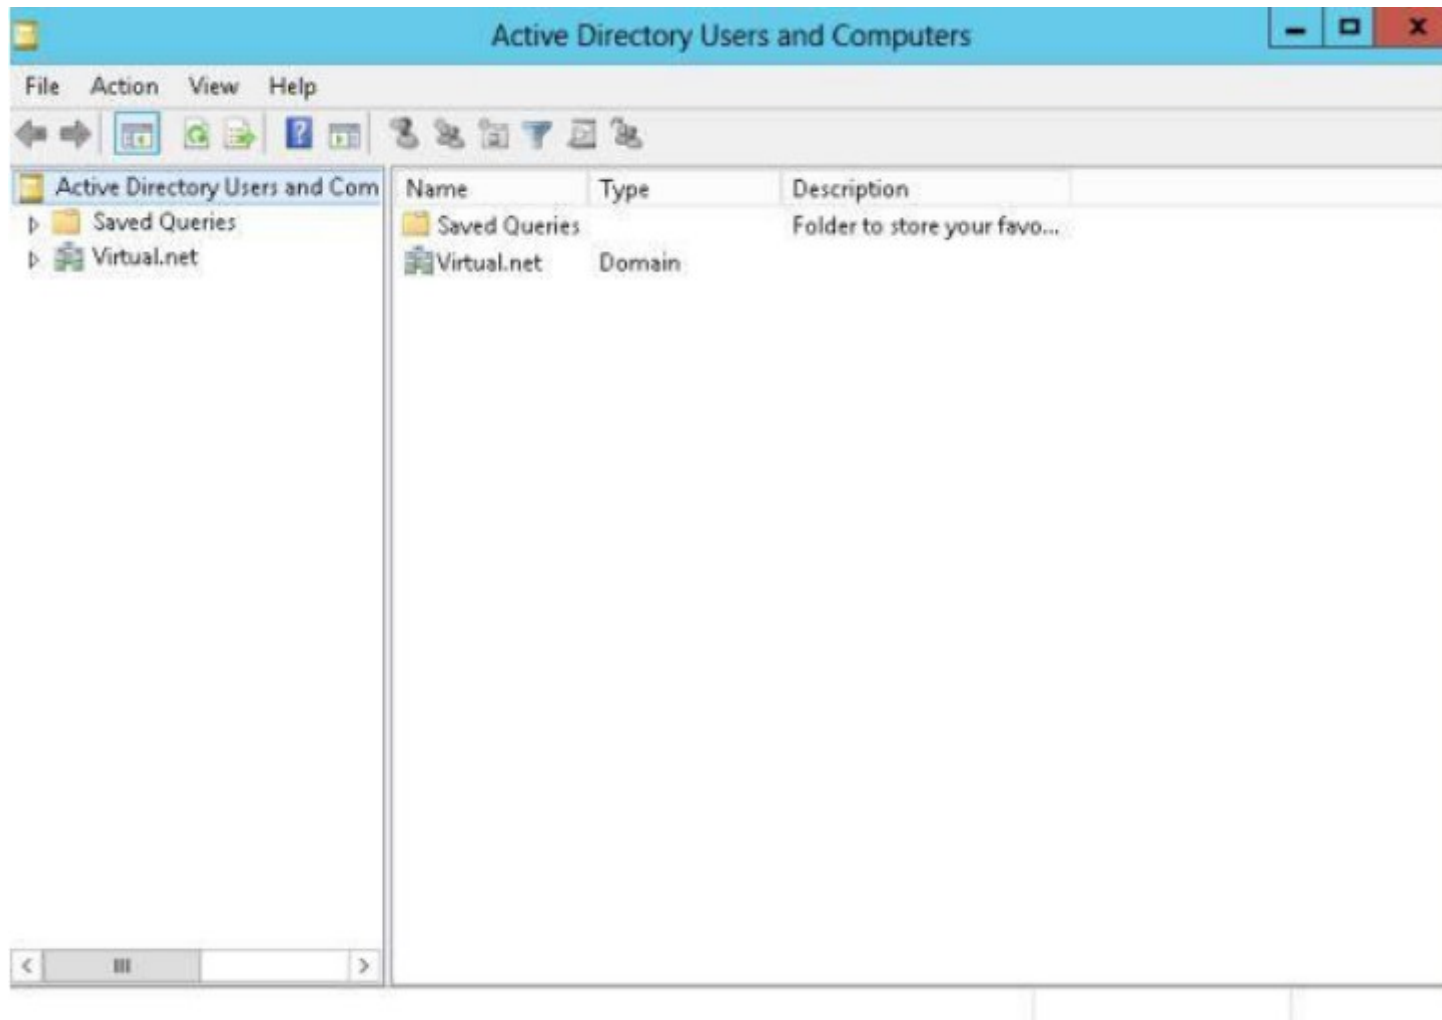 Active Directory Users and Computers
File Action View Help
Active Directory Users and Com
Saved Queries
Virtual.net
Name Type Description
Saved Queries Folder to store your favo...
Virtual.net Domain